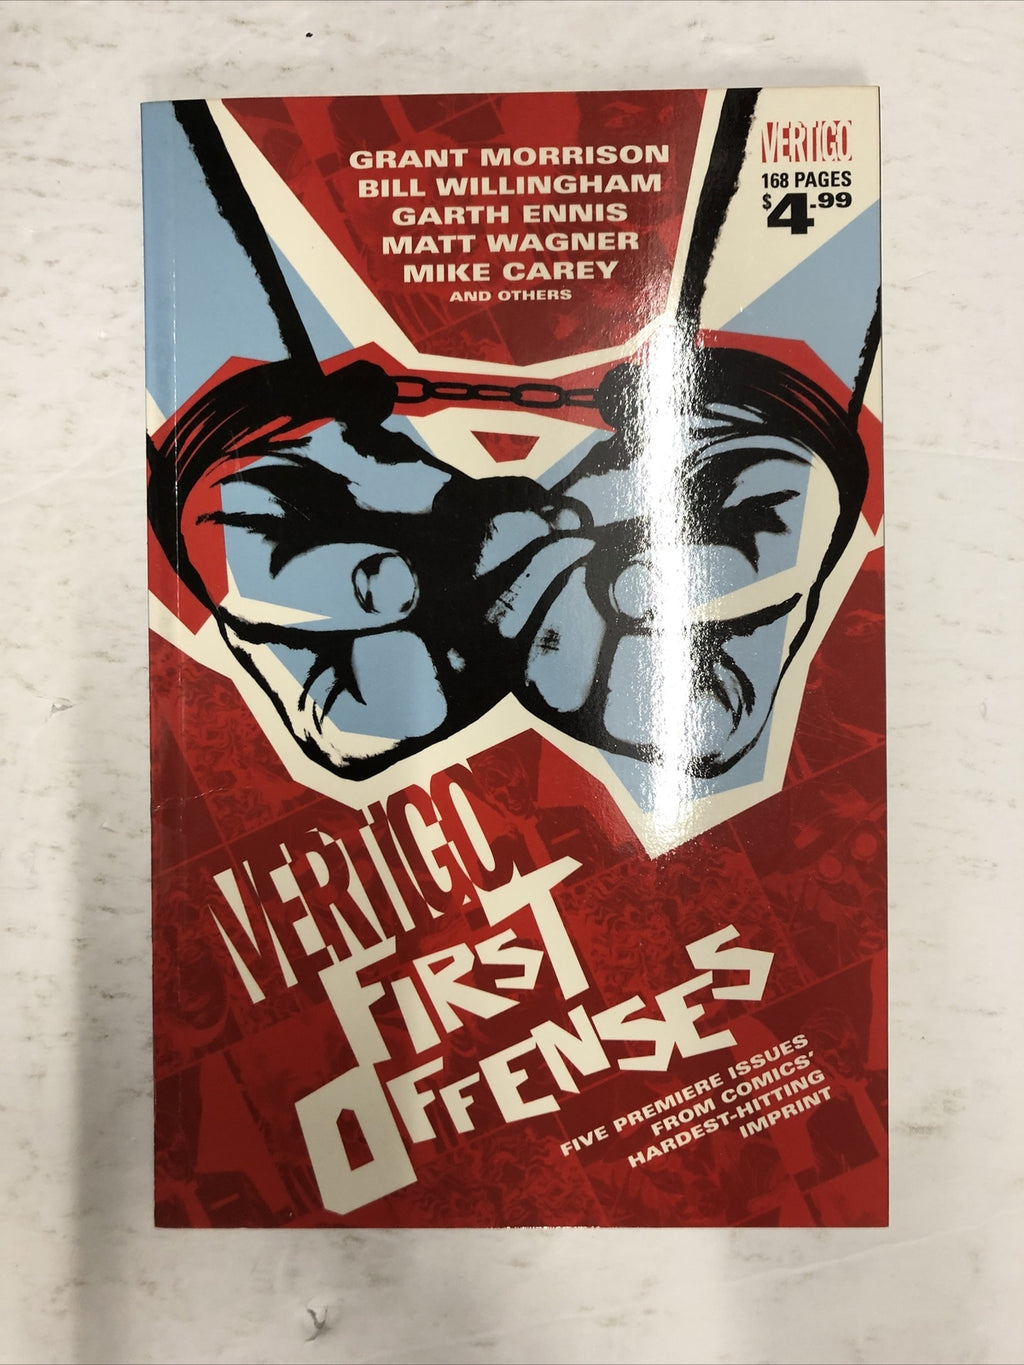 GRANT MORRISON
BILL WILLINGHAM
GARTH ENNIS
MATT WAGNER
MIKE CAREY
AND OTHERS
VERTIGO
168 PAGES
$4.99
VERTIGO
FIRST
OFFENSES
FIVE PREMIERE ISSUES
FROM COMICS'
HARDEST-HITTING
IMPRINT